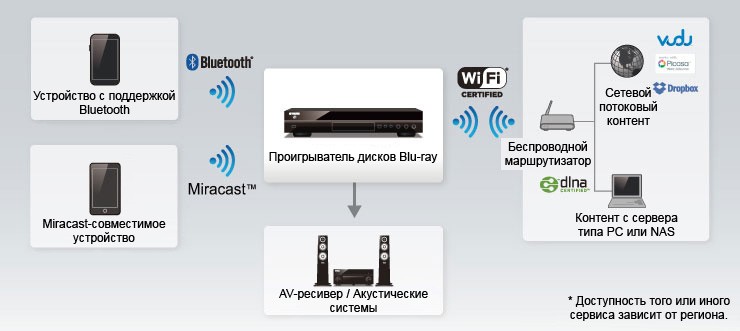 Устройство с поддержкой
Bluetooth
Bluetooth*
Miracast-совместимое
устройство
Miracast™
Проигрыватель дисков Blu-ray
AV-ресивер / Акустические
системы
Wi Fi
CERTIFIED
*
vudu
Picasa
Dropbox
Сетевой
потоковый
контент
Беспроводной
маршрутизатор
dlna
CERTIFIED
Контент с сервера
типа PC или NAS
* Доступность того или иного
сервиса зависит от региона.